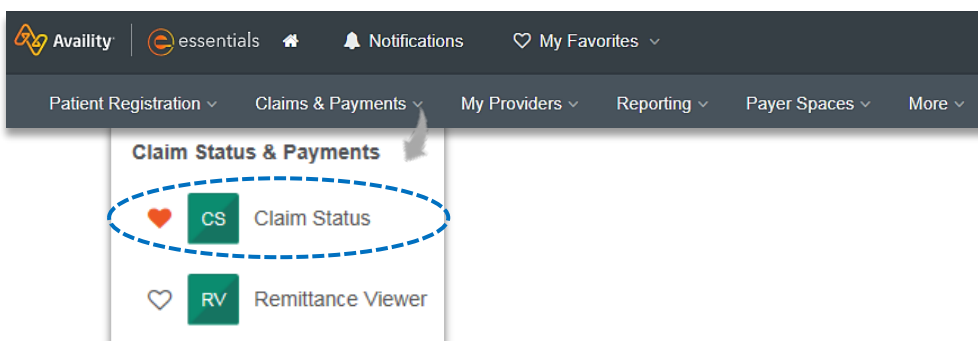 Availity essentials Notifications My Favorites
Patient Registration Claims & Payments My Providers Reporting Payer Spaces More
Claim Status & Payments
CS Claim Status
RV Remittance Viewer